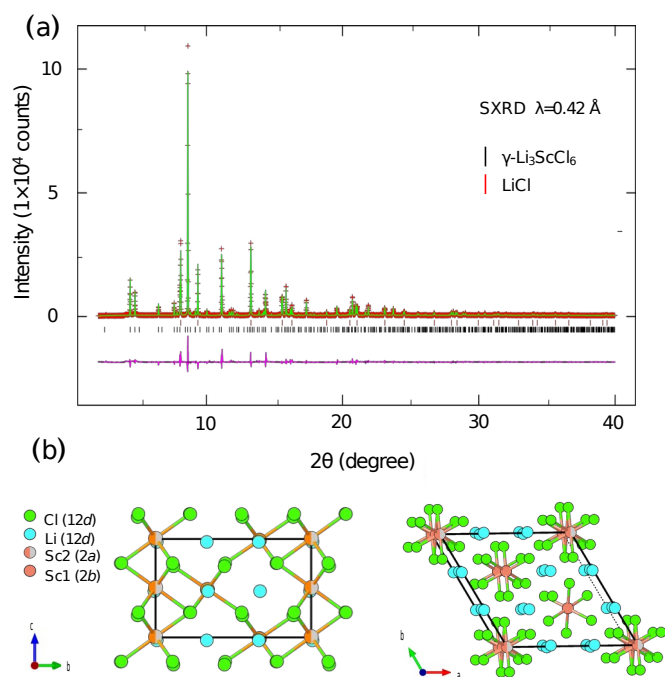 (a)
10
5
0
Intensity (1×10⁴ counts)
SXRD λ=0.42 Å
γ-Li₃ScCl₆
LiCl
10
20
30
40
2θ (degree)
(b)
Cl (12d)
Li (12d)
Sc2 (2a)
Sc1 (2b)
c
b
b
a